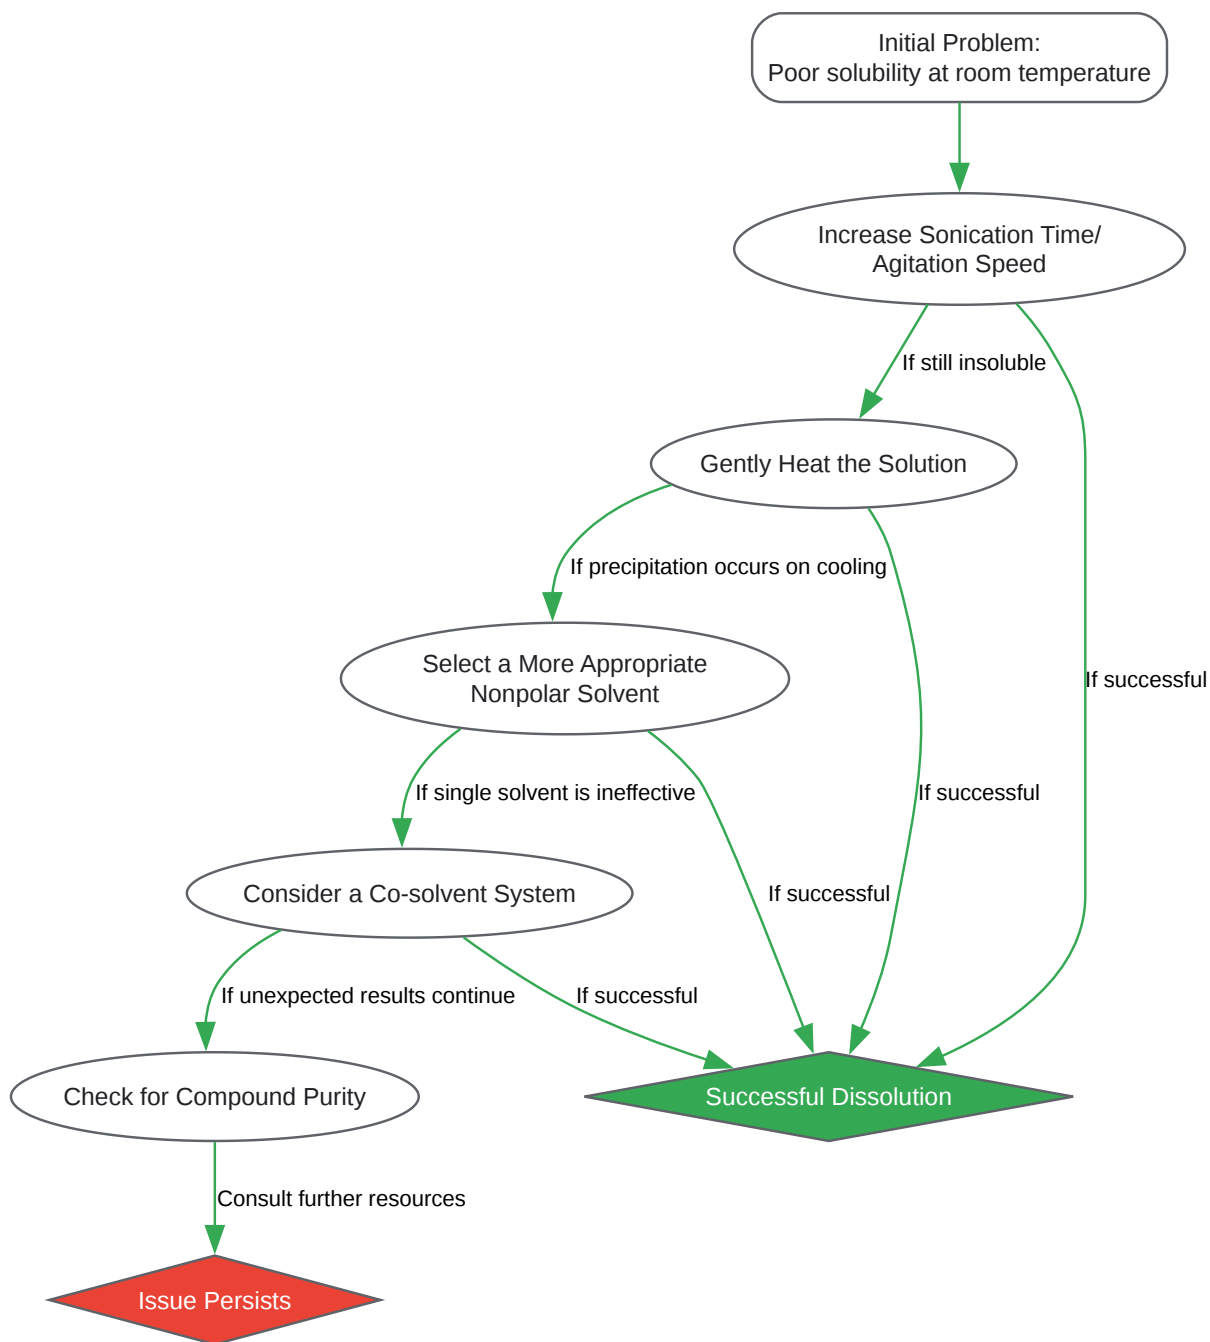 Initial Problem:
Poor solubility at room temperature
Increase Sonication Time/
Agitation Speed
If still insoluble
Gently Heat the Solution
If precipitation occurs on cooling
Select a More Appropriate
Nonpolar Solvent
If successful
If single solvent is ineffective
If successful
Consider a Co-solvent System
If successful
If unexpected results continue
If successful
Check for Compound Purity
Successful Dissolution
Consult further resources
Issue Persists